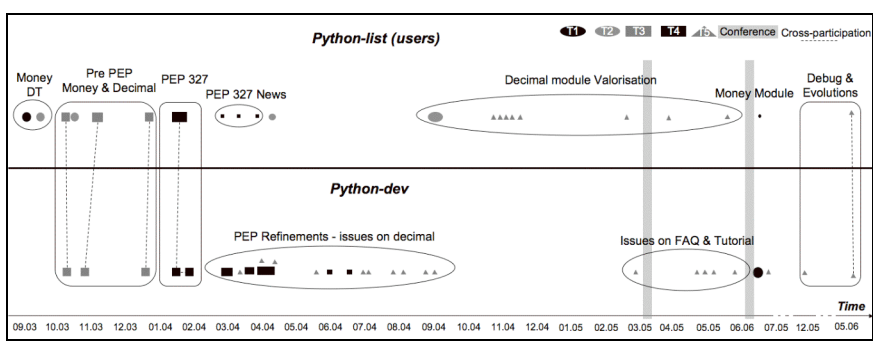 Python-list (users)
T1 T2 T3 T4 T5 Conference Cross-participation
Money
DT
Pre PEP
Money & Decimal
PEP 327
PEP 327 News
Decimal module Valorisation
Money Module
Debug &
Evolutions
Python-dev
PEP Refinements - issues on decimal
Issues on FAQ & Tutorial
Time
09.03 10.03 11.03 12.03 01.04 02.04 03.04 04.04 05.04 06.04 07.04 08.04 09.04 10.04 11.04 12.04 01.05 02.05 03.05 04.05 05.05 06.06 07.05 12.05 05.06